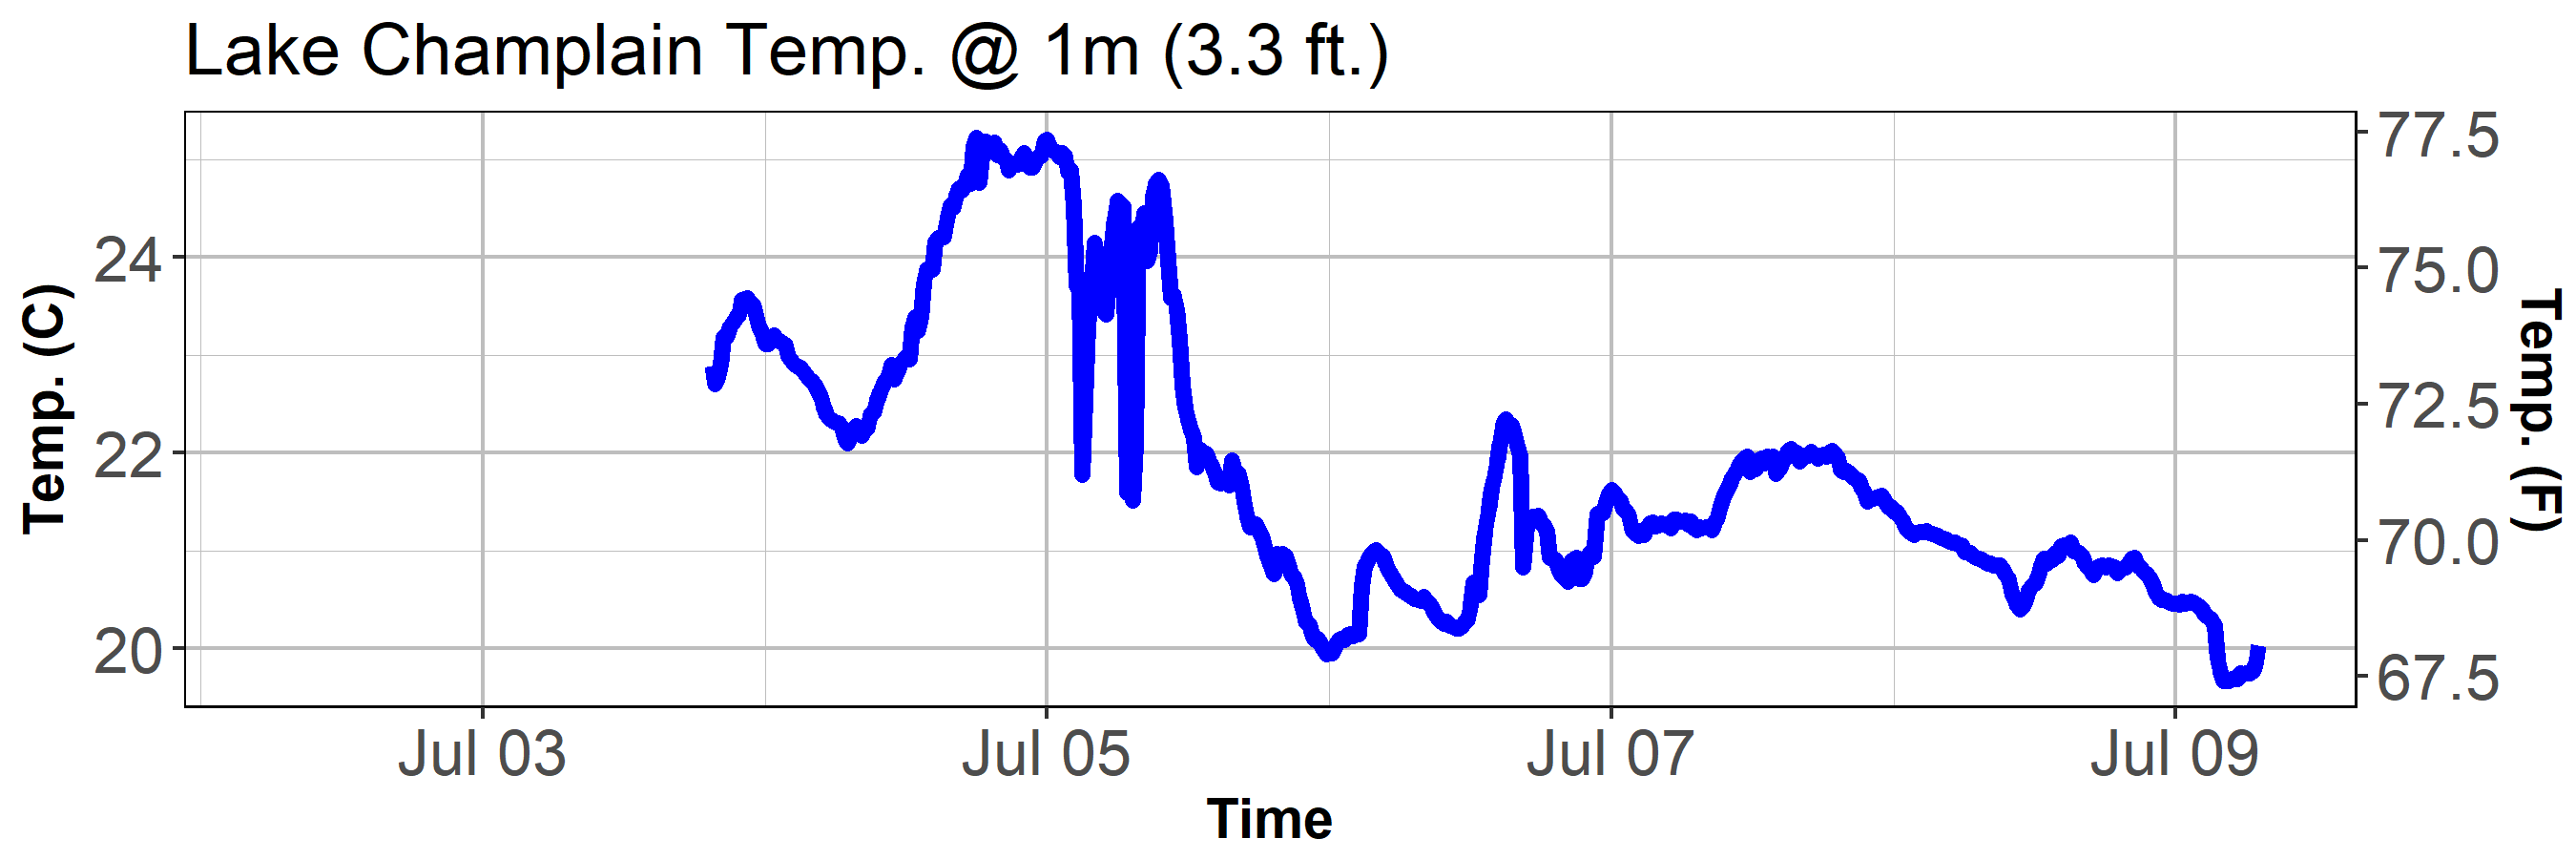 Lake Champlain Temp. @ 1m (3.3 ft.)
Temp. (C)
24
22
20
77.5
75.0
72.5
70.0
67.5
Temp. (F)
Jul 03 Jul 05 Jul 07 Jul 09
Time